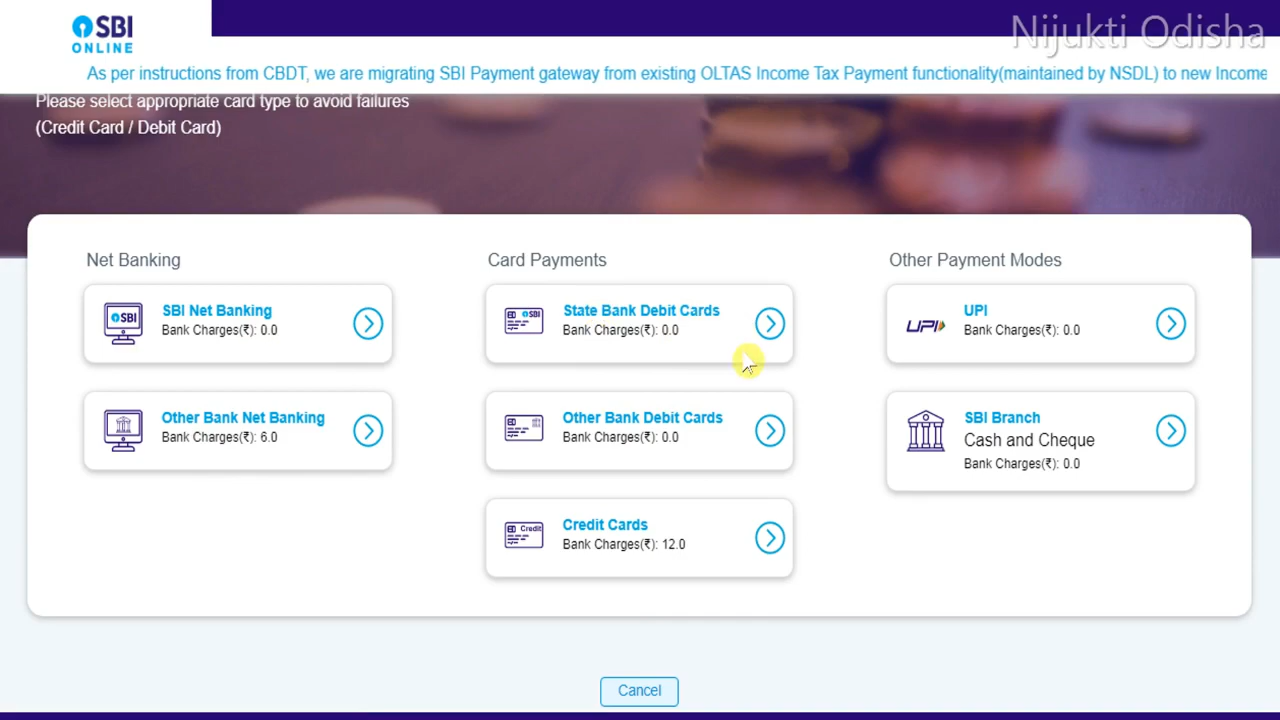 SBI
ONLINE
Nijukti Odisha
As per instructions from CBDT, we are migrating SBI Payment gateway from existing OLTAS Income Tax Payment functionality(maintained by NSDL) to new Income
Please select appropriate card type to avoid failures
(Credit Card / Debit Card)
Net Banking
SBI
SBI Net Banking
Bank Charges(₹): 0.0
Other Bank Net Banking
Bank Charges(₹): 6.0
Card Payments
SBI
State Bank Debit Cards
Bank Charges(₹): 0.0
Other Bank Debit Cards
Bank Charges(₹): 0.0
Credit
Credit Cards
Bank Charges(₹): 12.0
Other Payment Modes
UPI
UPI
Bank Charges(₹): 0.0
SBI Branch
Cash and Cheque
Bank Charges(₹): 0.0
Cancel